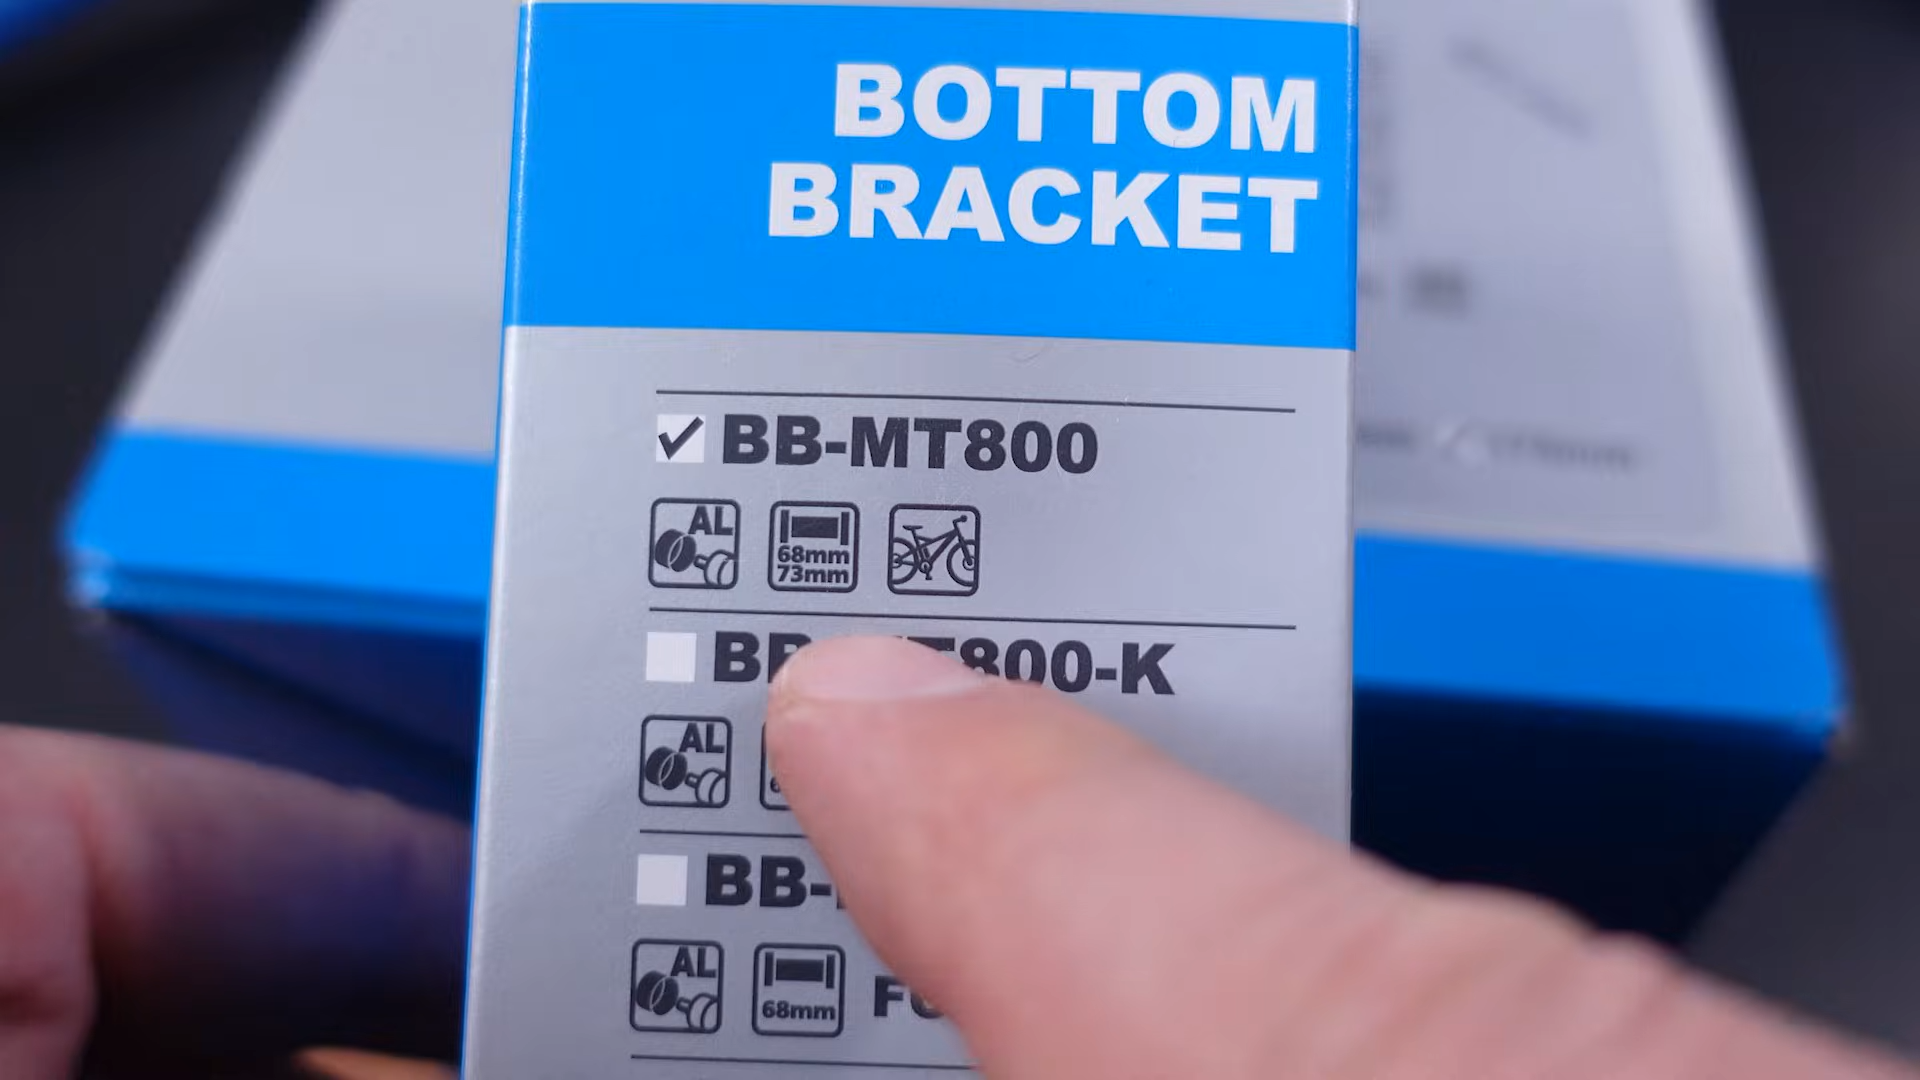 BOTTOM
BRACKET
BB-MT800
AL
68mm
73mm
800-K
AL
BB-
AL
68mm